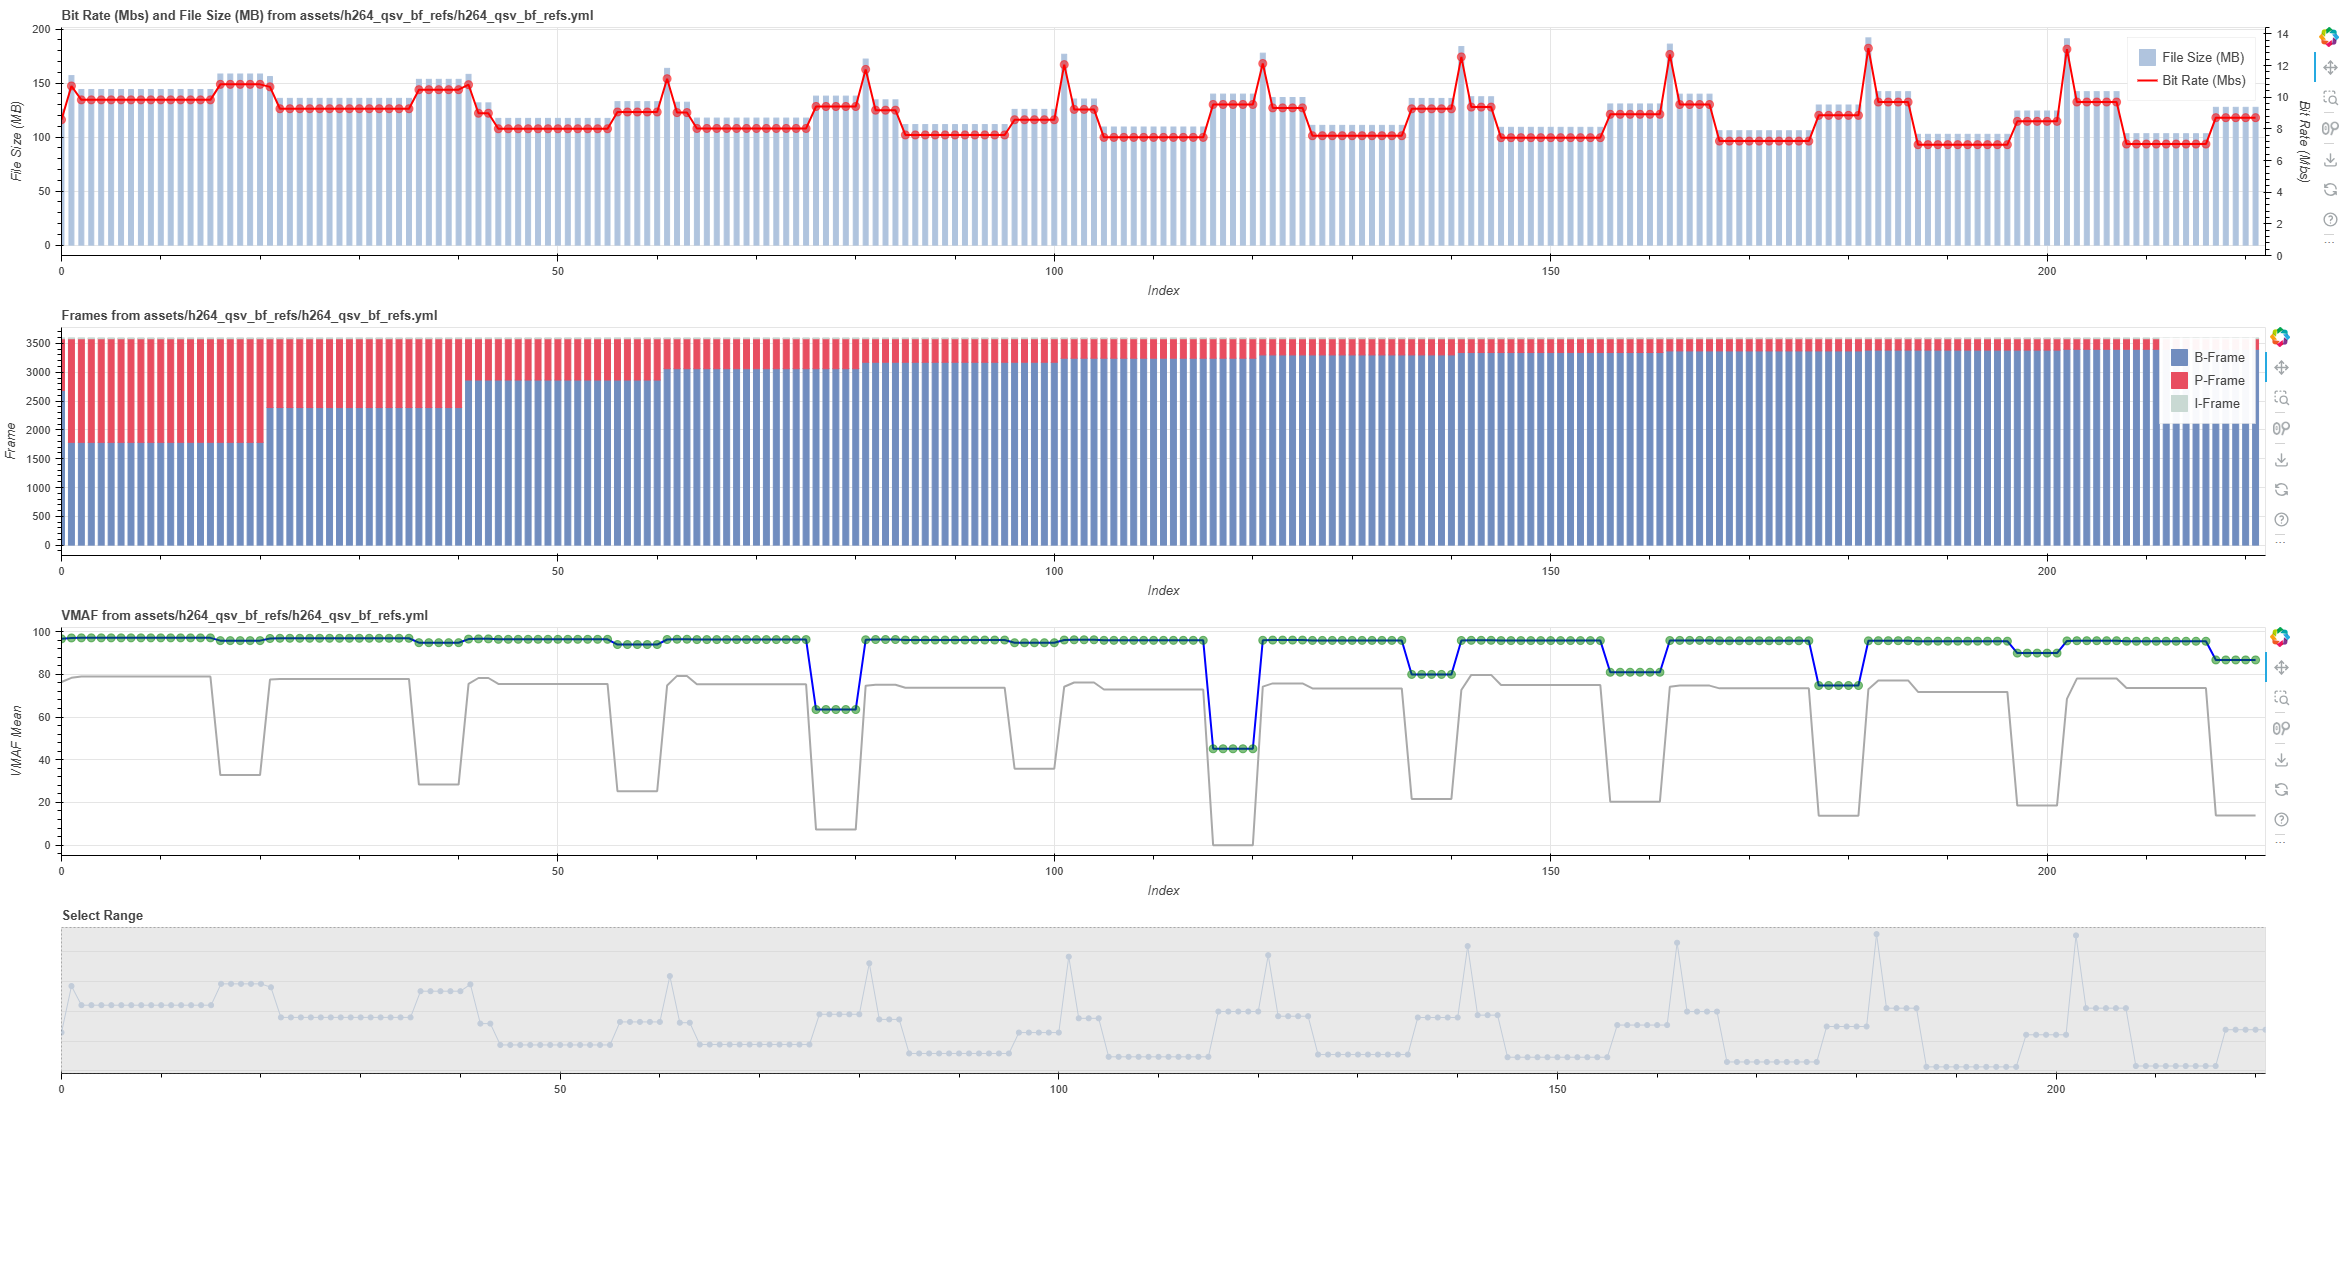 Bit Rate (Mbs) and File Size (MB) from assets/h264_qsv_bf_refs/h264_qsv_bf_refs.yml
File Size (MB)
200
150
100
50
0
File Size (MB)
Bit Rate (Mbs)
14
12
10
8
6
4
2
0
Bit Rate (Mbs)
0 50 100 150 200
Index
Frames from assets/h264_qsv_bf_refs/h264_qsv_bf_refs.yml
Frame
3500
3000
2500
2000
1500
1000
500
0
B-Frame
P-Frame
I-Frame
0 50 100 150 200
Index
VMAF from assets/h264_qsv_bf_refs/h264_qsv_bf_refs.yml
VMAF Mean
100
80
60
40
20
0
0 50 100 150 200
Index
Select Range
0 50 100 150 200